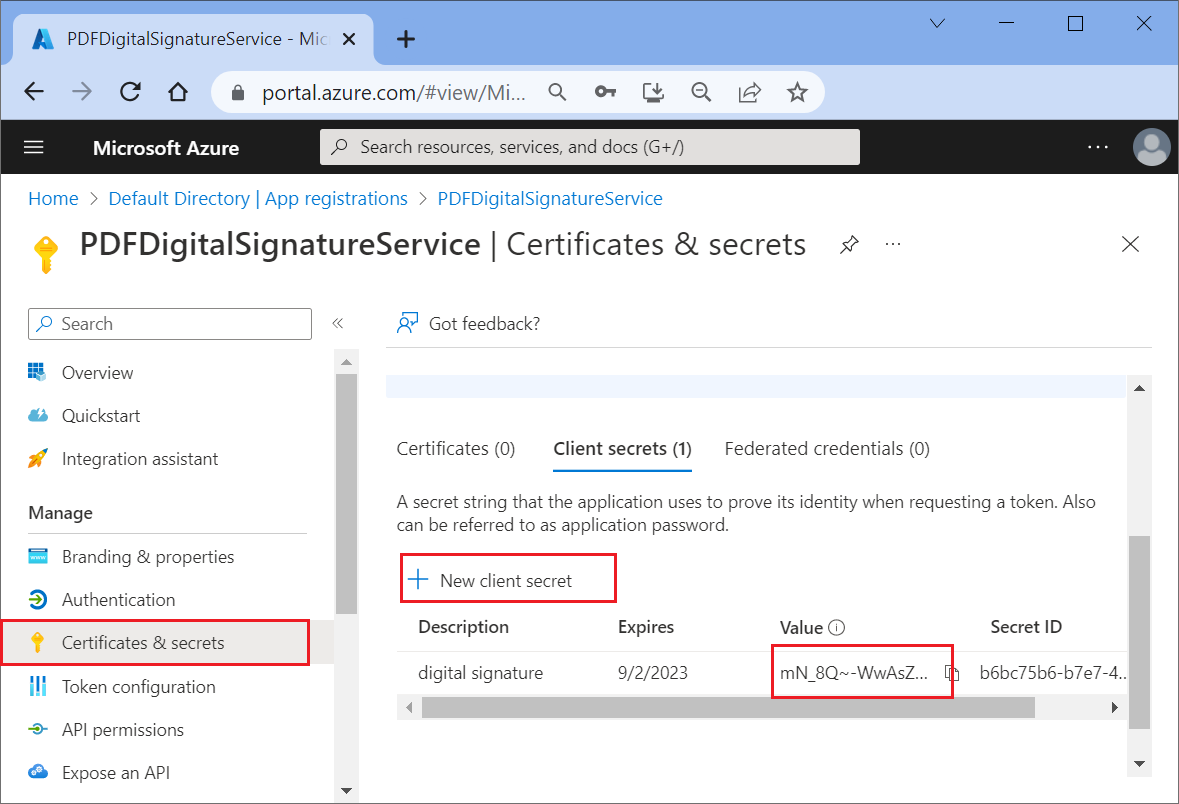 PDFDigitalSignatureService - Mic
portal.azure.com/#view/Mi...
Microsoft Azure
Search resources, services, and docs (G+/)
Home > Default Directory | App registrations > PDFDigitalSignatureService
PDFDigitalSignatureService | Certificates & secrets
Search
Overview
Quickstart
Integration assistant
Manage
Branding & properties
Authentication
Certificates & secrets
Token configuration
API permissions
Expose an API
Got feedback?
Certificates (0) Client secrets (1) Federated credentials (0)
A secret string that the application uses to prove its identity when requesting a token. Also
can be referred to as application password.
New client secret
Description Expires Value Secret ID
digital signature 9/2/2023 mN_8Q~-WwAsZ... b6bc75b6-b7e7-4..